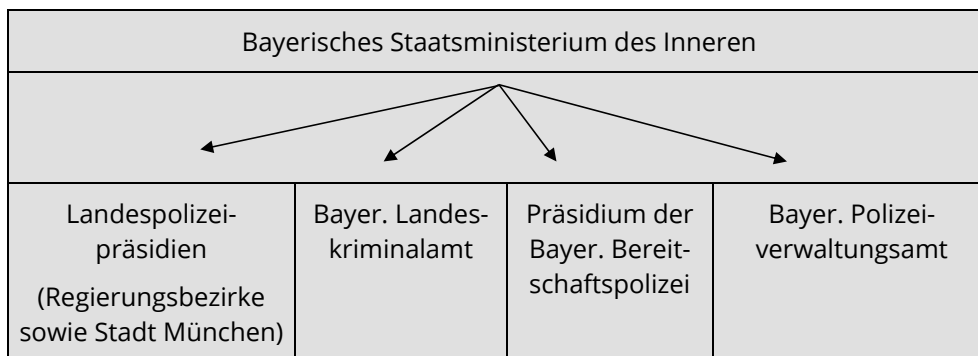 Bayerisches Staatsministerium des Inneren
Landespolizei-
präsidien
(Regierungsbezirke
sowie Stadt München)
Bayer. Landes-
kriminalamt
Präsidium der
Bayer. Bereit-
schaftspolizei
Bayer. Polizei-
verwaltungsamt